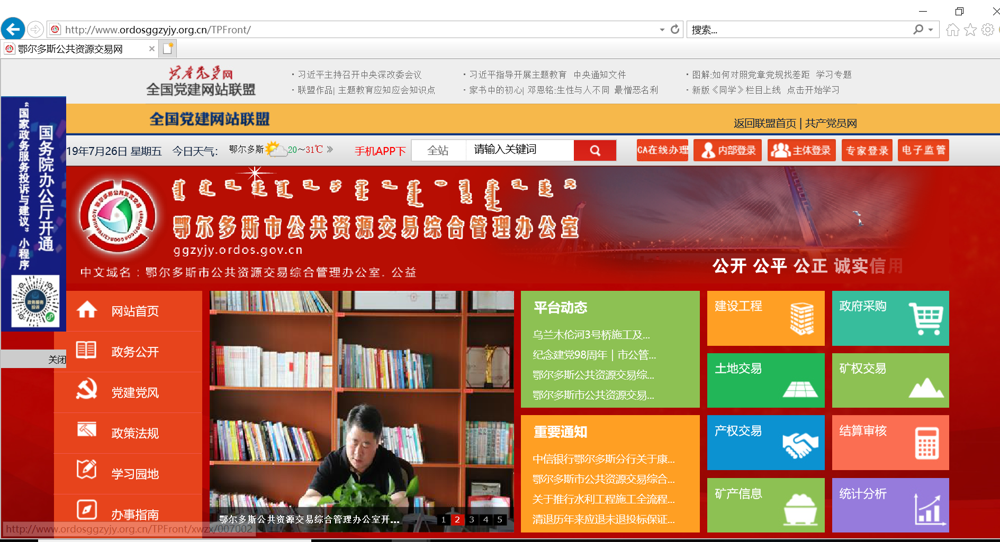 http://www.ordosggzyjy.org.cn/TPFront/
搜索...
鄂尔多斯公共资源交易网
共产党员网
全国党建网站联盟
· 习近平主持召开中央深改委会议
· 习近平指导开展主题教育 中央通知文件
· 图解:如何对照党章党规找差距 学习专题
· 联盟作品| 主题教育应知应会知识点
· 家书中的初心| 邓恩铭:生性与人不同 最憎恶名利
· 新版《同学》栏目上线 点击开始学习
全国党建网站联盟
返回联盟首页 | 共产党员网
国务院办公厅开通
“国家政务服务投诉与建议”小程序
政务服务
投诉
关闭
19年7月26日 星期五
今日天气:
鄂尔多斯
20～31℃
手机APP下
全站
请输入关键词
CA在线办理
内部登录
主体登录
专家登录
电子监管
鄂尔多斯市公共资源交易综合管理办公室
ggzyjy.ordos.gov.cn
中文域名：鄂尔多斯市公共资源交易综合管理办公室. 公益
公开 公平 公正 诚实信用
网站首页
政务公开
党建党风
政策法规
学习园地
办事指南
鄂尔多斯公共资源交易综合管理办公室开...
1 2 3 4 5
平台动态
乌兰木伦河3号桥施工及...
纪念建党98周年｜市公管...
鄂尔多斯公共资源交易综...
鄂尔多斯市公共资源交易...
重要通知
中信银行鄂尔多斯分行关于康...
鄂尔多斯市公共资源交易综合...
关于推行水利工程施工全流程...
清退历年来应退未退投标保证...
建设工程
政府采购
土地交易
矿权交易
产权交易
结算审核
矿产信息
统计分析
http://www.ordosggzyjy.org.cn/TPFront/xwzx/007002